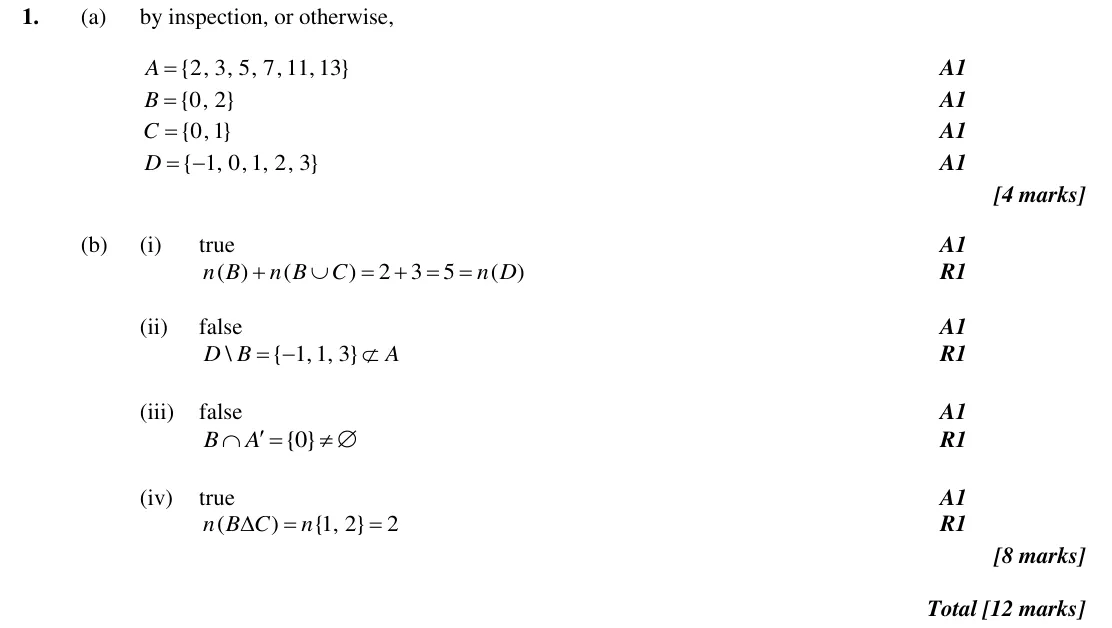 1. (a) by inspection, or otherwise,
A = {2, 3, 5, 7, 11, 13} A1
B = {0, 2} A1
C = {0, 1} A1
D = {−1, 0, 1, 2, 3} A1
[4 marks]
(b) (i) true A1
n(B) + n(B ∪ C) = 2 + 3 = 5 = n(D) R1
(ii) false A1
D \ B = {−1, 1, 3} ⊄ A R1
(iii) false A1
B ∩ A′ = {0} ≠ ∅ R1
(iv) true A1
n(BΔC) = n{1, 2} = 2 R1
[8 marks]
Total [12 marks]